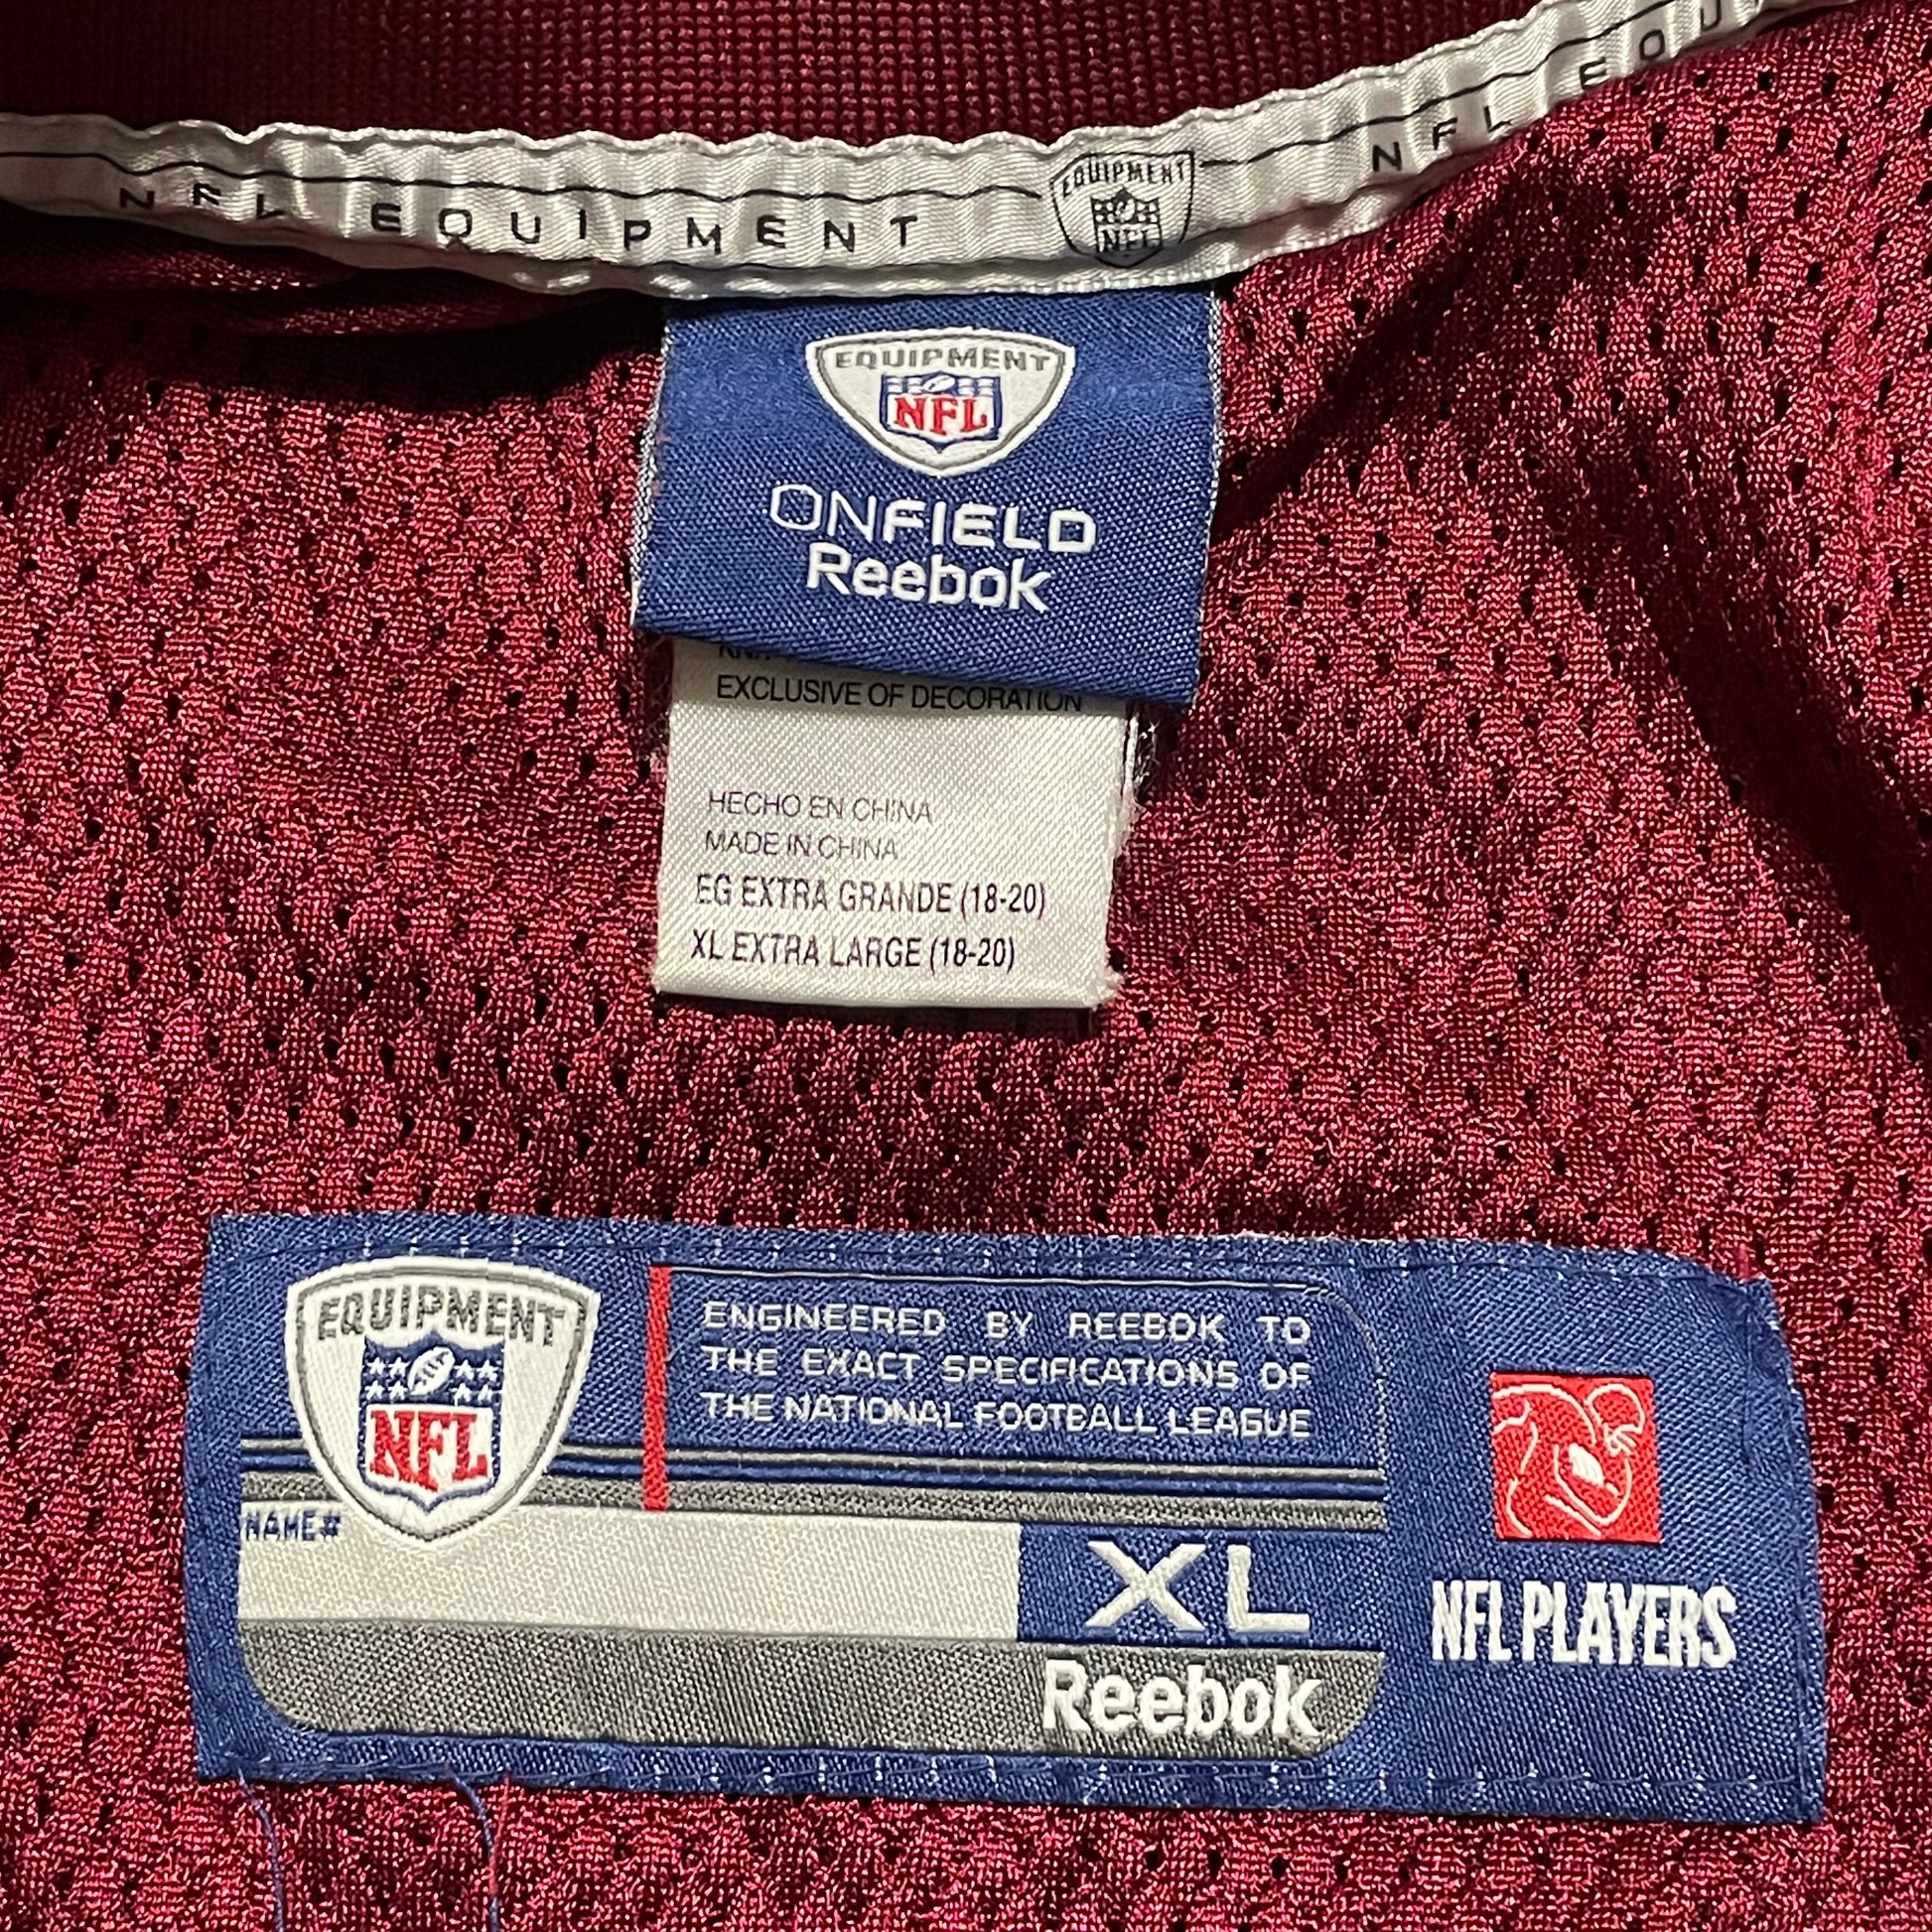 NFL EQUIPMENT
EQUIPMENT
NFL
NFL EQU
EQUIPMENT
NFL
ONFIELD
Reebok
EXCLUSIVE OF DECORATION
HECHO EN CHINA
MADE IN CHINA
EG EXTRA GRANDE (18-20)
XL EXTRA LARGE (18-20)
EQUIPMENT
NFL
ENGINEERED BY REEBOK TO
THE EXACT SPECIFICATIONS OF
THE NATIONAL FOOTBALL LEAGUE
NAME#
XL
Reebok
NFL PLAYERS